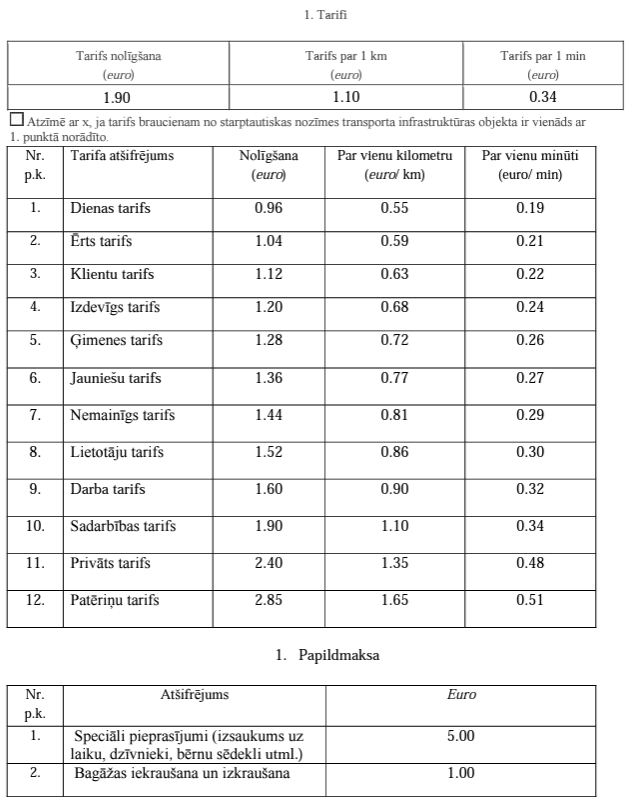 1. Tarifi
Tarifs nolīgšana
(euro)
Tarifs par 1 km
(euro)
Tarifs par 1 min
(euro)
1.90 1.10 0.34
Atzīmē ar x, ja tarifs braucienam no starptautiskas nozīmes transporta infrastruktūras objekta ir vienāds ar
1. punktā norādīto.
Nr.
p.k.
Tarifa atšifrējums
Nolīgšana
(euro)
Par vienu kilometru
(euro/ km)
Par vienu minūti
(euro/ min)
1. Dienas tarifs 0.96 0.55 0.19
2. Ērts tarifs 1.04 0.59 0.21
3. Klientu tarifs 1.12 0.63 0.22
4. Izdevīgs tarifs 1.20 0.68 0.24
5. Ģimenes tarifs 1.28 0.72 0.26
6. Jauniešu tarifs 1.36 0.77 0.27
7. Nemainīgs tarifs 1.44 0.81 0.29
8. Lietotāju tarifs 1.52 0.86 0.30
9. Darba tarifs 1.60 0.90 0.32
10. Sadarbības tarifs 1.90 1.10 0.34
11. Privāts tarifs 2.40 1.35 0.48
12. Patēriņu tarifs 2.85 1.65 0.51
1. Papildmaksa
Nr.
p.k.
Atšifrējums
Euro
1. Speciāli pieprasījumi (izsaukums uz
laiku, dzīvnieki, bērnu sēdekli utml.)
5.00
2. Bagāžas iekraušana un izkraušana 1.00